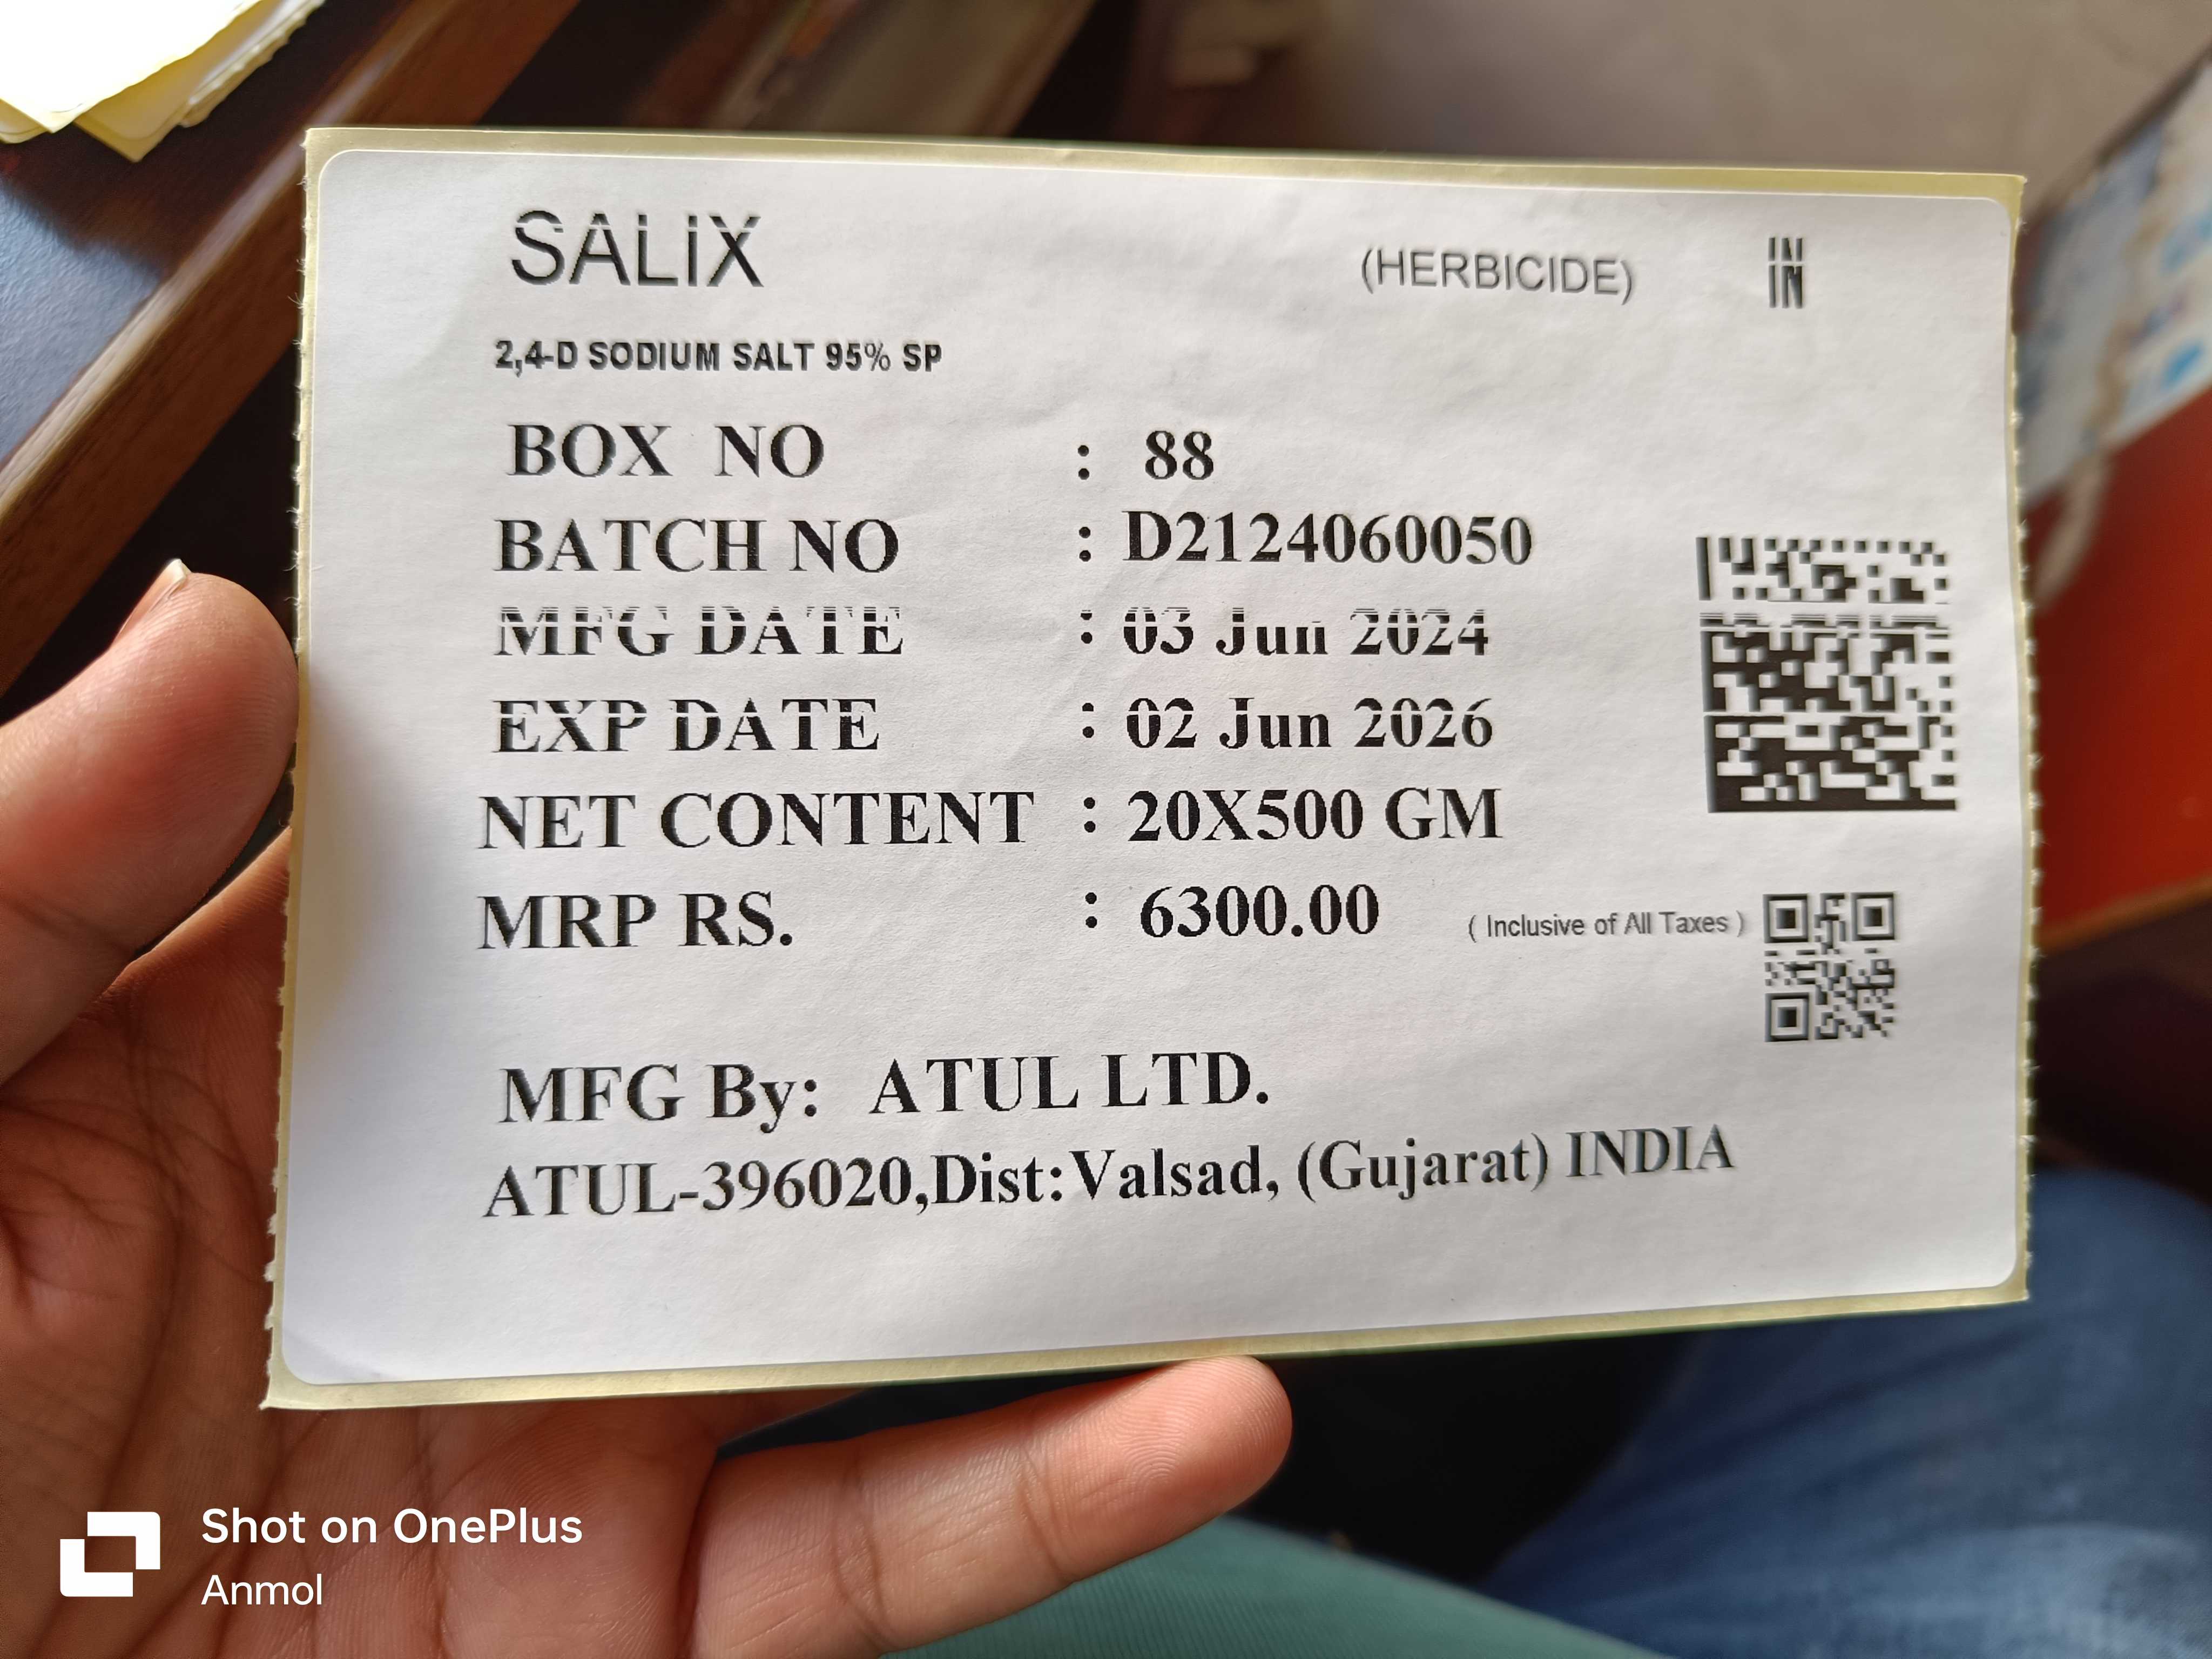 SALIX (HERBICIDE) IN
2,4-D SODIUM SALT 95% SP
BOX NO : 88
BATCH NO : D2124060050
MFG DATE : 03 Jun 2024
EXP DATE : 02 Jun 2026
NET CONTENT : 20X500 GM
MRP RS. : 6300.00 ( Inclusive of All Taxes )
MFG By: ATUL LTD.
ATUL-396020,Dist:Valsad, (Gujarat) INDIA
Shot on OnePlus
Anmol